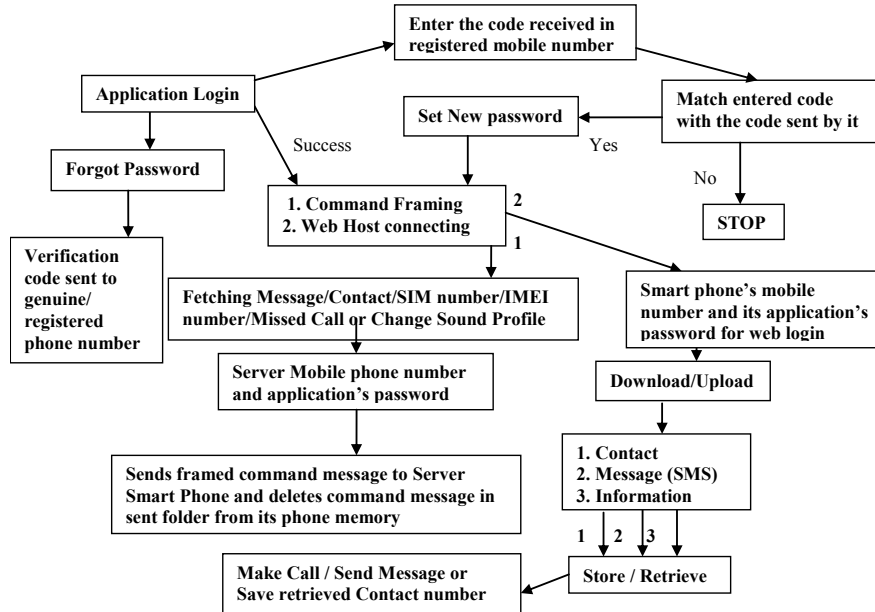 Enter the code received in
registered mobile number
Application Login
Match entered code
with the code sent by it
Set New password
Yes
Success
Forgot Password
No
STOP
1. Command Framing
2. Web Host connecting
2
1
Verification
code sent to
genuine/
registered
phone number
Fetching Message/Contact/SIM number/IMEI
number/Missed Call or Change Sound Profile
Smart phone's mobile
number and its application's
password for web login
Server Mobile phone number
and application's password
Download/Upload
1. Contact
2. Message (SMS)
3. Information
Sends framed command message to Server
Smart Phone and deletes command message in
sent folder from its phone memory
1 2 3
Store / Retrieve
Make Call / Send Message or
Save retrieved Contact number